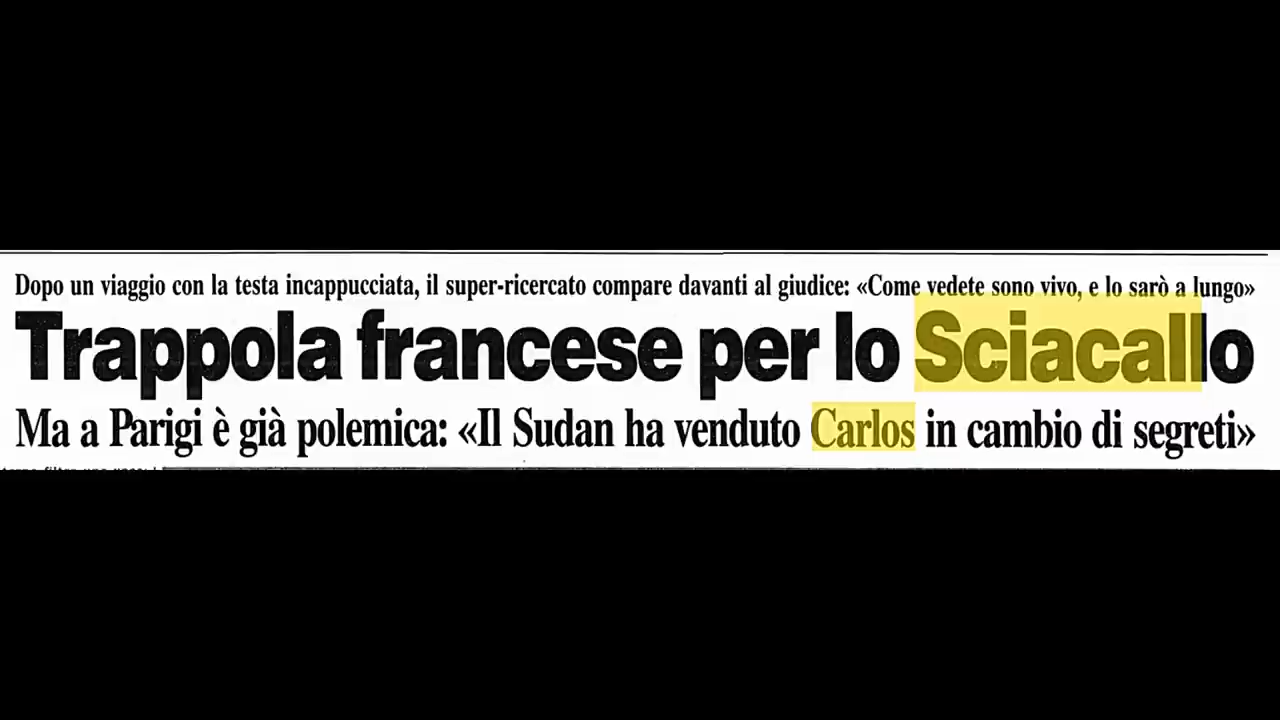 Dopo un viaggio con la testa incappucciata, il super-ricercato compare davanti al giudice: «Come vedete sono vivo, e lo sarò a lungo»
Trappola francese per lo Sciacallo
Ma a Parigi è già polemica: «Il Sudan ha venduto Carlos in cambio di segreti»